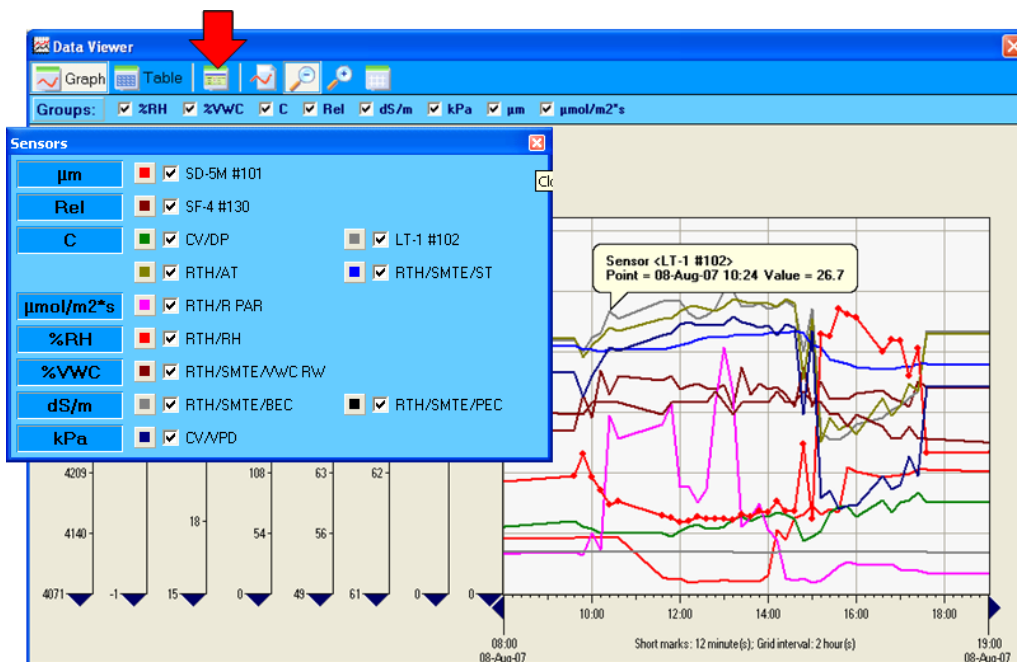 Data Viewer
Graph Table
Groups: %RH %VWC C Rel dS/m kPa µm µmol/m2*s
Sensors
µm SD-5M #101
Rel SF-4 #130
C CV/DP LT-1 #102
RTH/AT RTH/SMTE/ST
µmol/m2*s RTH/R PAR
%RH RTH/RH
%VWC RTH/SMTE/VWC RW
dS/m RTH/SMTE/BEC RTH/SMTE/PEC
kPa CV/VPD
Sensor <LT-1 #102>
Point = 08-Aug-07 10:24 Value = 26.7
4209 108 63 62
18
4140 54 56
4071 -1 15 0 49 61 0 0
10:00 12:00 14:00 16:00 18:00
08:00 Short marks: 12 minute(s); Grid interval: 2 hour(s) 19:00
08-Aug-07 08-Aug-07